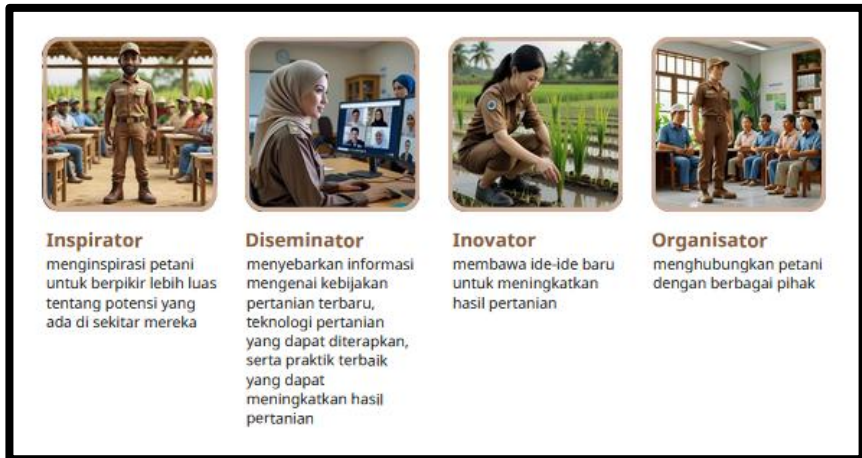 Inspirator
menginspirasi petani
untuk berpikir lebih luas
tentang potensi yang
ada di sekitar mereka
Diseminator
menyebarkan informasi
mengenai kebijakan
pertanian terbaru,
teknologi pertanian
yang dapat diterapkan,
serta praktik terbaik
yang dapat
meningkatkan hasil
pertanian
Inovator
membawa ide-ide baru
untuk meningkatkan
hasil pertanian
Organisator
menghubungkan petani
dengan berbagai pihak